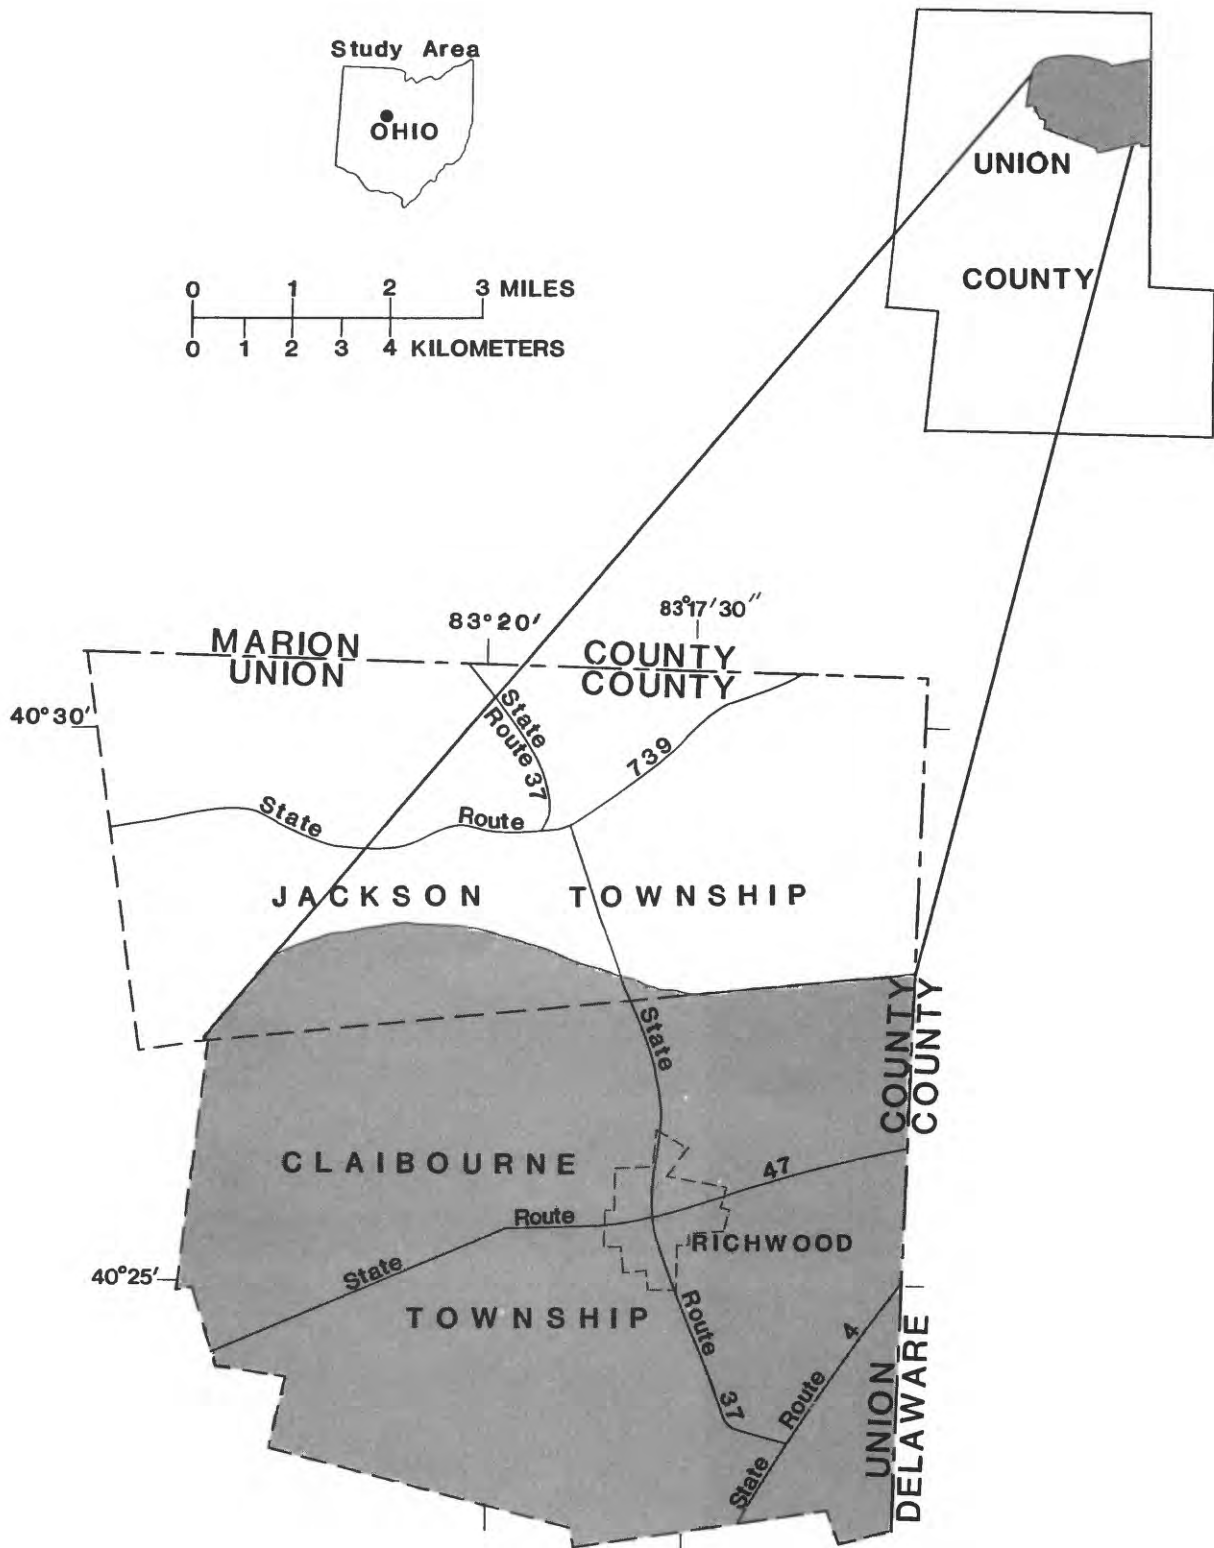 Study Area
OHIO
0 1 2 3 MILES
0 1 2 3 4 KILOMETERS
UNION
COUNTY
83°20'
83°17'30"
MARION COUNTY
UNION COUNTY
40°30'
State
Route 37
739
State Route
JACKSON TOWNSHIP
State
COUNTY
COUNTY
CLAIBOURNE
47
Route
RICHWOOD
State
40°25'
TOWNSHIP
Route
4
Route
37
State
UNION
DELAWARE